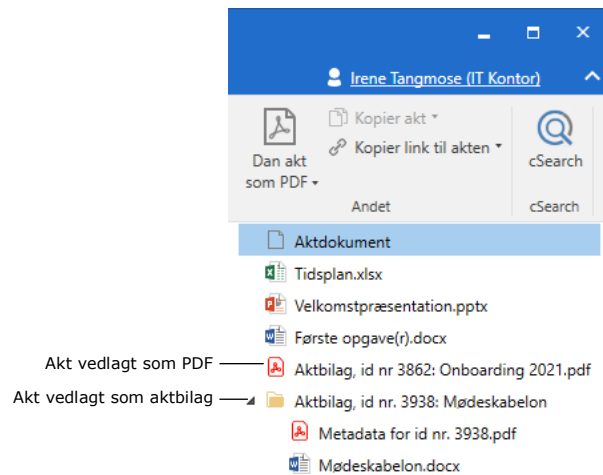 Irene Tangmose (IT Kontor)
Dan akt
som PDF
Kopier akt
Kopier link til akten
cSearch
Andet
cSearch
Aktdokument
Tidsplan.xlsx
Velkomstpræsentation.pptx
Første opgave(r).docx
Akt vedlagt som PDF
Aktbilag, id nr 3862: Onboarding 2021.pdf
Akt vedlagt som aktbilag
Aktbilag, id nr. 3938: Mødeskabelon
Metadata for id nr. 3938.pdf
Mødeskabelon.docx